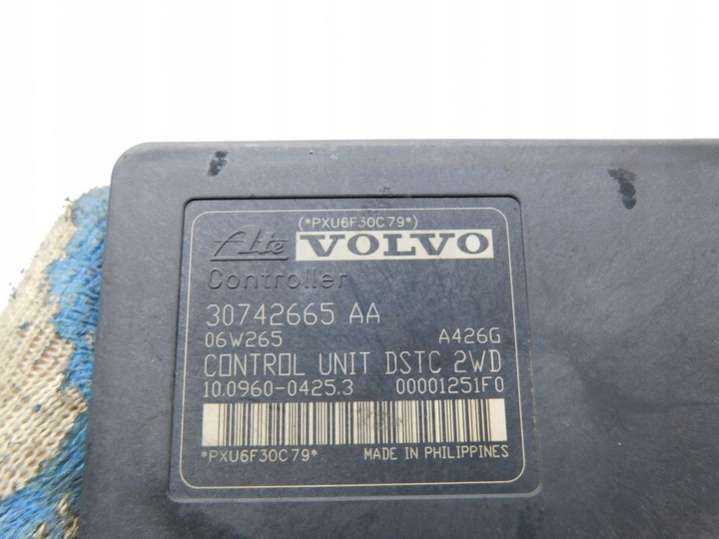 (*PXU6F30C79*)
Ate VOLVO
Controller
30742665 AA
06W265 A426G
CONTROL UNIT DSTC 2WD
10.0960-0425.3 00001251F0
*PXU6F30C79* MADE IN PHILIPPINES